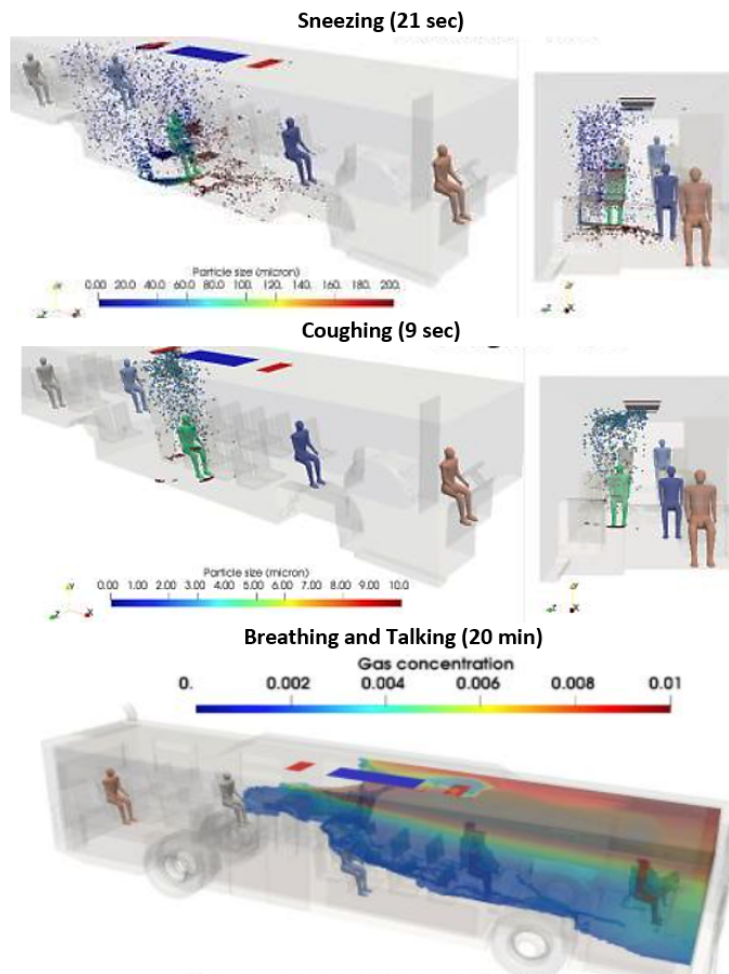 Sneezing (21 sec)
Particle size (micron)
0.00 20.0 40.0 60.0 80.0 100. 120. 140. 160. 180. 200.
Y
Z X
Coughing (9 sec)
Particle size (micron)
0.00 1.00 2.00 3.00 4.00 5.00 6.00 7.00 8.00 9.00 10.0
Y
Z X
Breathing and Talking (20 min)
Gas concentration
0. 0.002 0.004 0.006 0.008 0.01